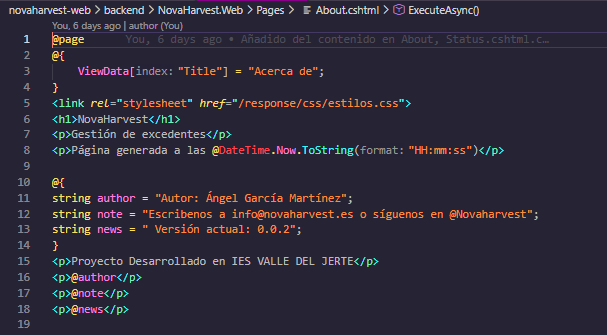 novaharvest-web > backend > NovaHarvest.Web > Pages > About.cshtml > ExecuteAsync()
You, 6 days ago | author (You)
1 @page You, 6 days ago • Añadido del contenido en About, Status.cshtml.c…
2 @{
3 ViewData[index: "Title"] = "Acerca de";
4 }
5 <link rel="stylesheet" href="/response/css/estilos.css">
6 <h1>NovaHarvest</h1>
7 <p>Gestión de excedentes</p>
8 <p>Página generada a las @DateTime.Now.ToString(format: "HH:mm:ss")</p>
9
10 @{
11 string author = "Autor: Ángel García Martínez";
12 string note = "Escribenos a info@novaharvest.es o síguenos en @Novaharvest";
13 string news = " Versión actual: 0.0.2";
14 }
15 <p>Proyecto Desarrollado en IES VALLE DEL JERTE</p>
16 <p>@author</p>
17 <p>@note</p>
18 <p>@news</p>
19